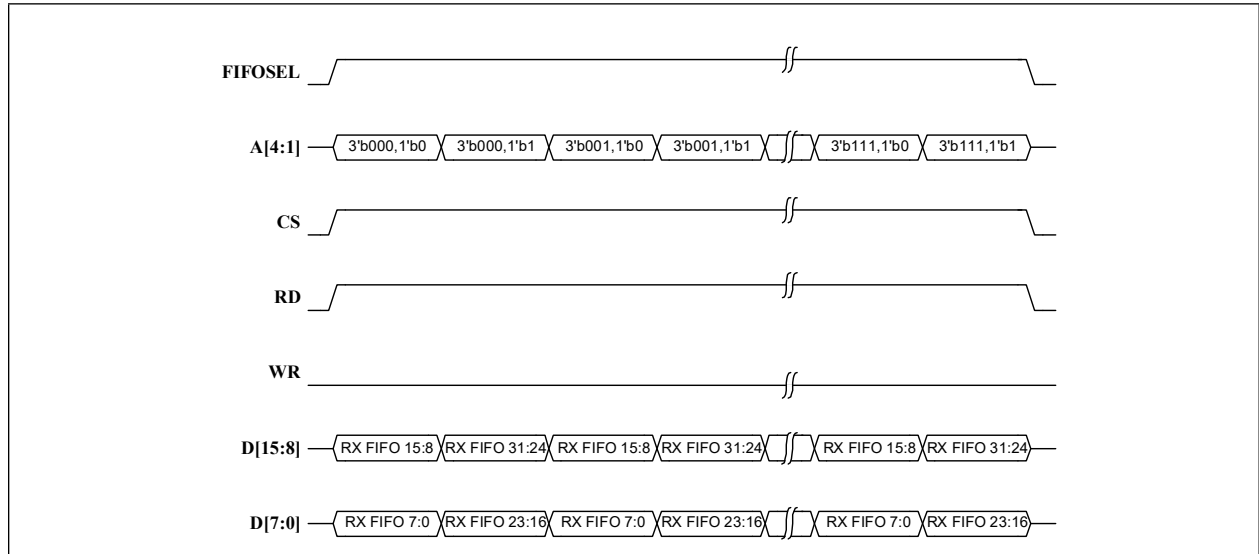 FIFOSEL
A[4:1] 3'b000,1'b0 3'b000,1'b1 3'b001,1'b0 3'b001,1'b1 3'b111,1'b0 3'b111,1'b1
CS
RD
WR
D[15:8] RX FIFO 15:8 RX FIFO 31:24 RX FIFO 15:8 RX FIFO 31:24 RX FIFO 15:8 RX FIFO 31:24
D[7:0] RX FIFO 7:0 RX FIFO 23:16 RX FIFO 7:0 RX FIFO 23:16 RX FIFO 7:0 RX FIFO 23:16